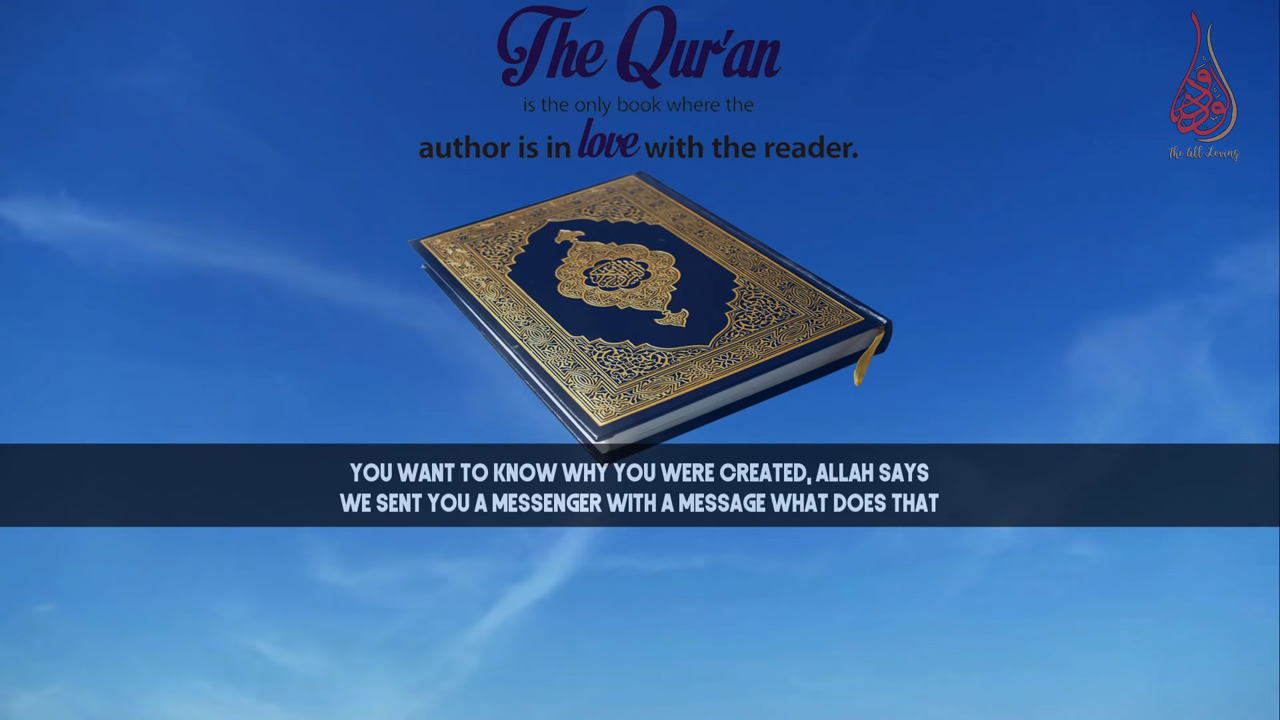 The Qur'an
is the only book where the
author is in love with the reader.
الودود
The All Loving
YOU WANT TO KNOW WHY YOU WERE CREATED, ALLAH SAYS
WE SENT YOU A MESSENGER WITH A MESSAGE WHAT DOES THAT